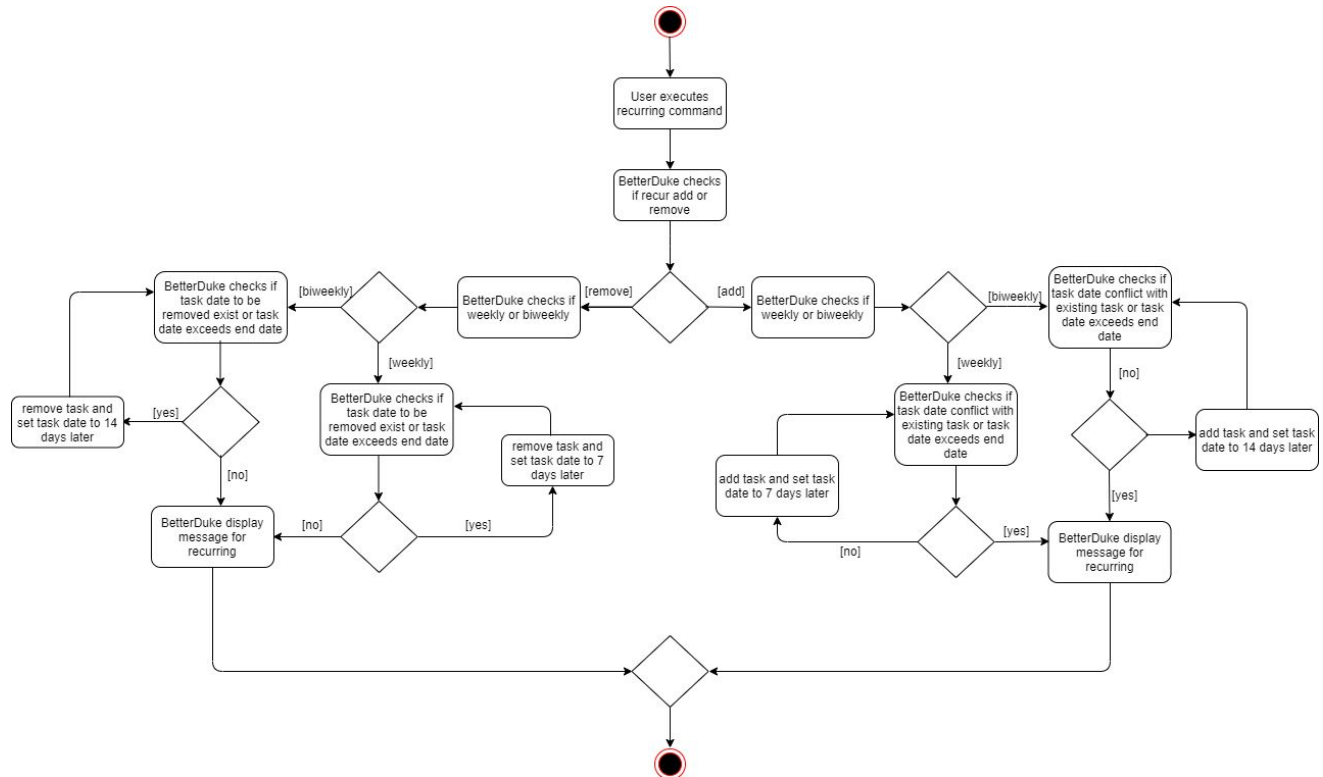 User executes
recurring command
BetterDuke checks
if recur add or
remove
BetterDuke checks if
task date to be
removed exist or task
date exceeds end date
[biweekly]
BetterDuke checks if
weekly or biweekly
[remove]
[add]
BetterDuke checks if
weekly or biweekly
[biweekly]
BetterDuke checks if
task date conflict with
existing task or task
date exceeds end
date
[weekly]
[weekly]
[no]
remove task and
set task date to 14
days later
[yes]
BetterDuke checks if
task date to be
removed exist or task
date exceeds end date
remove task and
set task date to 7
days later
BetterDuke checks if
task date conflict with
existing task or task
date exceeds end
date
add task and set task
date to 7 days later
add task and set task
date to 14 days later
[no]
[yes]
BetterDuke display
message for
recurring
[no]
[yes]
[no]
[yes]
BetterDuke display
message for
recurring